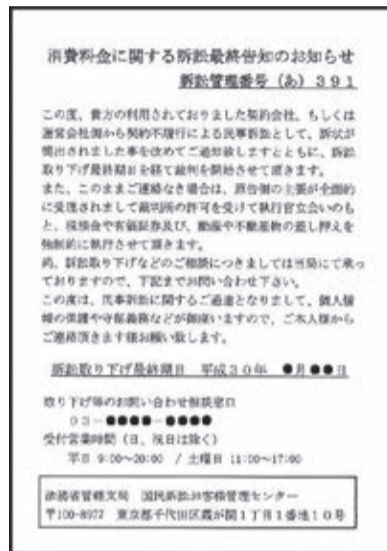 消費料金に関する訴訟最終告知のお知らせ
訴訟管理番号（あ）391
この度、貴方の利用されておりました契約会社、もしくは
運営会社側から契約不履行による民事訴訟として、訴状が
提出されました事を改めてご通知致しますとともに、訴訟
取り下げ最終期日を経て裁判を開始させて頂きます。
また、このままご連絡なき場合は、原告側の主張が全面的
に受理されまして裁判所の許可を受けて執行官立会いのも
と、現預金や有価証券及び、動産や不動産物の差し押えを
強制的に執行させて頂きます。
尚、訴訟取り下げなどのご相談につきましては当局にて承っ
ておりますので、下記までお問い合わせ下さい。
この度は、民事訴訟に関するご通達となりまして、個人情
報の保護や守秘義務などが御座いますので、ご本人様から
ご連絡頂きます様お願い致します。
訴訟取り下げ最終期日 平成30年 ●月●●日
取り下げ等のお問い合わせ相談窓口
03-●●●●-●●●●
受付営業時間（日、祝日は除く）
平日 9:00～20:00 / 土曜日 11:00～17:00
法務省管轄支局 国民訴訟お客様管理センター
〒100-8977 東京都千代田区霞が関1丁目1番地10号